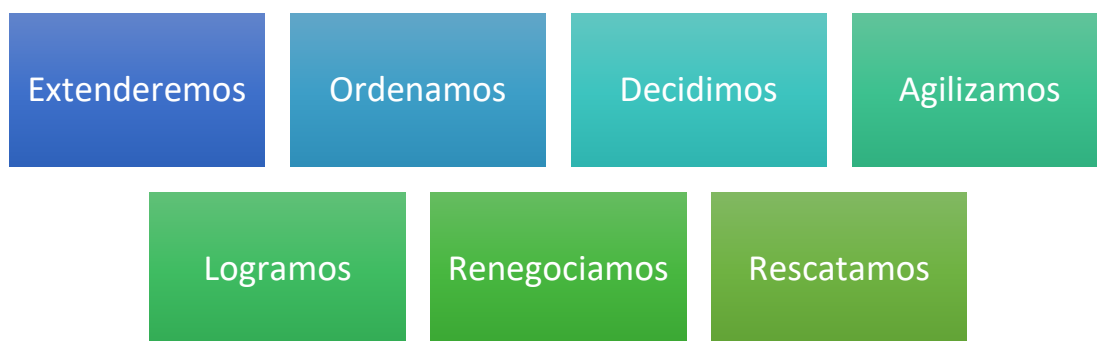 Extenderemos
Ordenamos
Decidimos
Agilizamos
Logramos
Renegociamos
Rescatamos